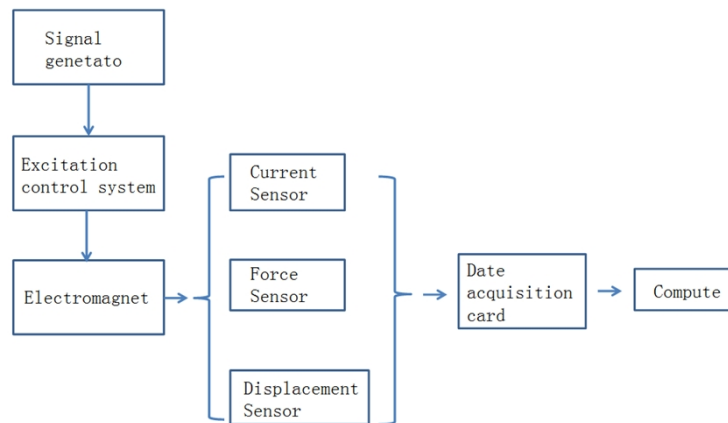 Signal
genetato
Excitation
control system
Electromagnet
Current
Sensor
Force
Sensor
Displacement
Sensor
Date
acquisition
card
Compute